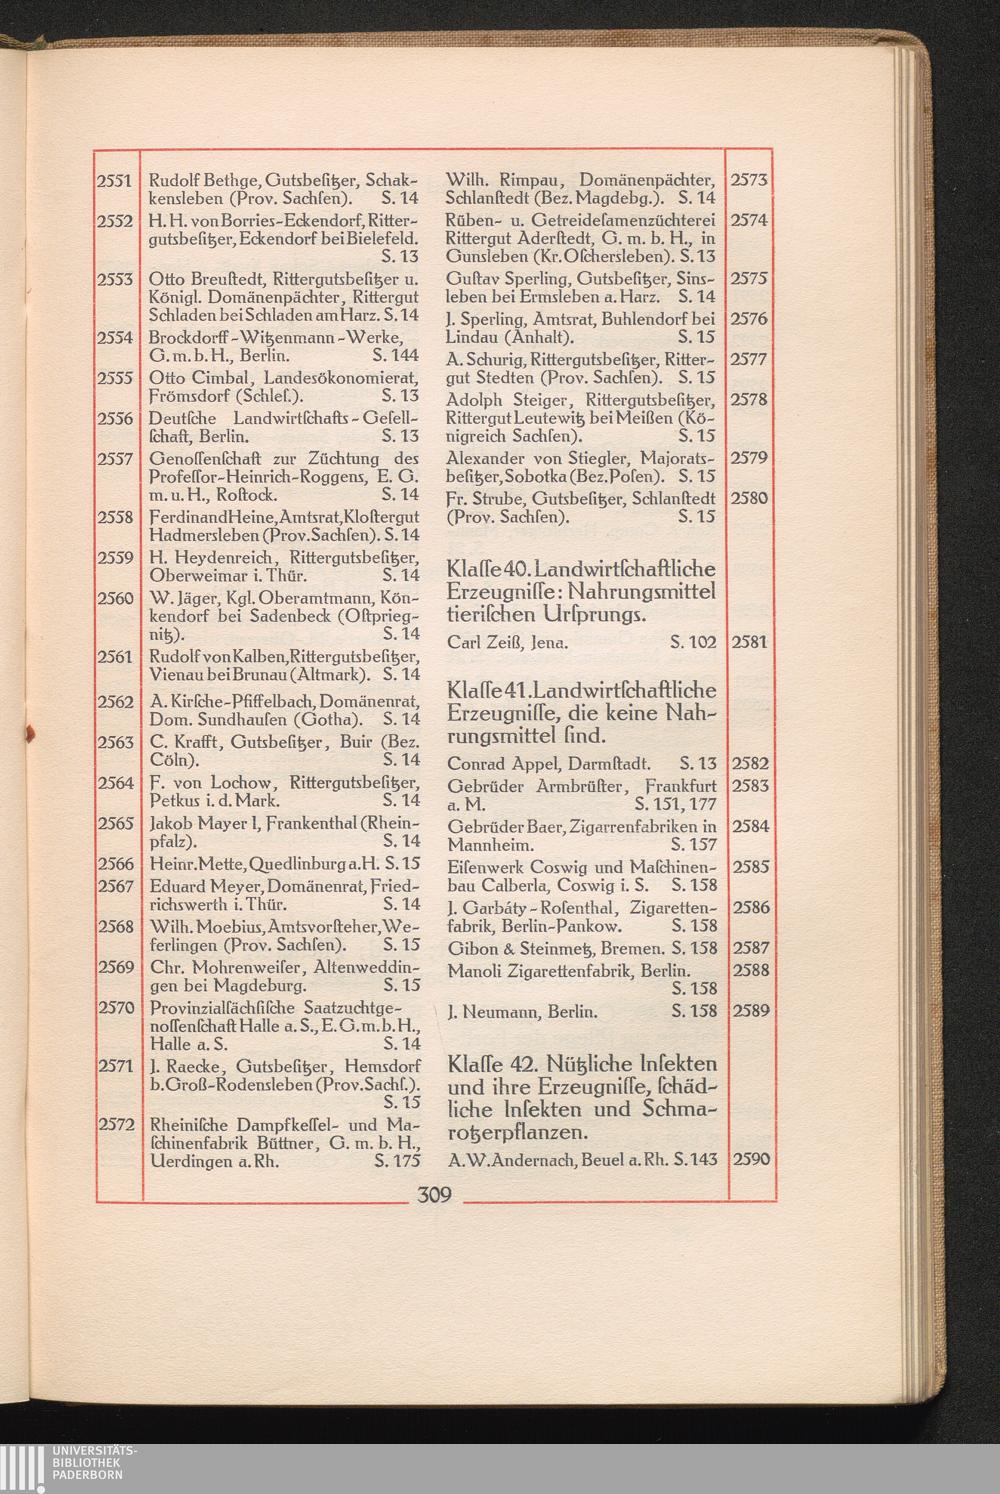 2551 Rudolf Bethge, Gutsbeſitzer, Schak-
kensleben (Prov. Sachſen). S. 14
2552 H. H. von Borries-Eckendorf, Ritter-
gutsbeſitzer, Eckendorf bei Bielefeld.
S. 13
2553 Otto Breuſtedt, Rittergutsbeſitzer u.
Königl. Domänenpächter, Rittergut
Schladen bei Schladen am Harz. S. 14
2554 Brockdorff-Witzenmann-Werke,
G. m. b. H., Berlin. S. 144
2555 Otto Cimbal, Landesökonomierat,
Frömsdorf (Schleſ.). S. 13
2556 Deutſche Landwirtſchafts-Geſell-
ſchaft, Berlin. S. 13
2557 Genoſſenſchaft zur Züchtung des
Profeſſor-Heinrich-Roggens, E. G.
m. u. H., Roſtock. S. 14
2558 Ferdinand Heine, Amtsrat, Kloſtergut
Hadmersleben (Prov. Sachſen). S. 14
2559 H. Heydenreich, Rittergutsbeſitzer,
Oberweimar i. Thür. S. 14
2560 W. Jäger, Kgl. Oberamtmann, Kön-
kendorf bei Sadenbeck (Oſtprieg-
nitz). S. 14
2561 Rudolf von Kalben, Rittergutsbeſitzer,
Vienau bei Brunau (Altmark). S. 14
2562 A. Kirſche-Pfiffelbach, Domänenrat,
Dom. Sundhauſen (Gotha). S. 14
2563 C. Krafft, Gutsbeſitzer, Buir (Bez.
Cöln). S. 14
2564 F. von Lochow, Rittergutsbeſitzer,
Petkus i. d. Mark. S. 14
2565 Jakob Mayer I, Frankenthal (Rhein-
pfalz). S. 14
2566 Heinr. Mette, Quedlinburg a. H. S. 15
2567 Eduard Meyer, Domänenrat, Fried-
richswerth i. Thür. S. 14
2568 Wilh. Moebius, Amtsvorſteher, We-
ferlingen (Prov. Sachſen). S. 15
2569 Chr. Mohrenweiſer, Altenweddin-
gen bei Magdeburg. S. 15
2570 Provinzialſächſiſche Saatzuchtge-
noſſenſchaft Halle a. S., E. G. m. b. H.,
Halle a. S. S. 14
2571 J. Raecke, Gutsbeſitzer, Hemsdorf
b. Groß-Rodensleben (Prov. Sachſ.).
S. 15
2572 Rheiniſche Dampfkeſſel- und Ma-
ſchinenfabrik Büttner, G. m. b. H.,
Uerdingen a. Rh. S. 175
Wilh. Rimpau, Domänenpächter, 2573
Schlanſtedt (Bez. Magdebg.). S. 14
Rüben- u. Getreideſamenzüchterei 2574
Rittergut Aderſtedt, G. m. b. H., in
Gunsleben (Kr. Oſchersleben). S. 13
Guſtav Sperling, Gutsbeſitzer, Sins- 2575
leben bei Ermsleben a. Harz. S. 14
J. Sperling, Amtsrat, Buhlendorf bei 2576
Lindau (Anhalt). S. 15
A. Schurig, Rittergutsbeſitzer, Ritter- 2577
gut Stedten (Prov. Sachſen). S. 15
Adolph Steiger, Rittergutsbeſitzer, 2578
Rittergut Leutewitz bei Meißen (Kö-
nigreich Sachſen). S. 15
Alexander von Stiegler, Majorats- 2579
beſitzer, Sobotka (Bez. Poſen). S. 15
Fr. Strube, Gutsbeſitzer, Schlanſtedt 2580
(Prov. Sachſen). S. 15
Klaſſe 40. Landwirtſchaftliche
Erzeugniſſe: Nahrungsmittel
tieriſchen Urſprungs.
Carl Zeiß, Jena. S. 102 2581
Klaſſe 41. Landwirtſchaftliche
Erzeugniſſe, die keine Nah-
rungsmittel ſind.
Conrad Appel, Darmſtadt. S. 13 2582
Gebrüder Armbrüſter, Frankfurt 2583
a. M. S. 151, 177
Gebrüder Baer, Zigarrenfabriken in 2584
Mannheim. S. 157
Eiſenwerk Coswig und Maſchinen- 2585
bau Calberla, Coswig i. S. S. 158
J. Garbáty-Roſenthal, Zigaretten- 2586
fabrik, Berlin-Pankow. S. 158
Gibon & Steinmetz, Bremen. S. 158 2587
Manoli Zigarettenfabrik, Berlin. 2588
S. 158
J. Neumann, Berlin. S. 158 2589
Klaſſe 42. Nützliche Inſekten
und ihre Erzeugniſſe, ſchäd-
liche Inſekten und Schma-
rotzerpflanzen.
A. W. Andernach, Beuel a. Rh. S. 143 2590
309
UNIVERSITÄTS-
BIBLIOTHEK
PADERBORN